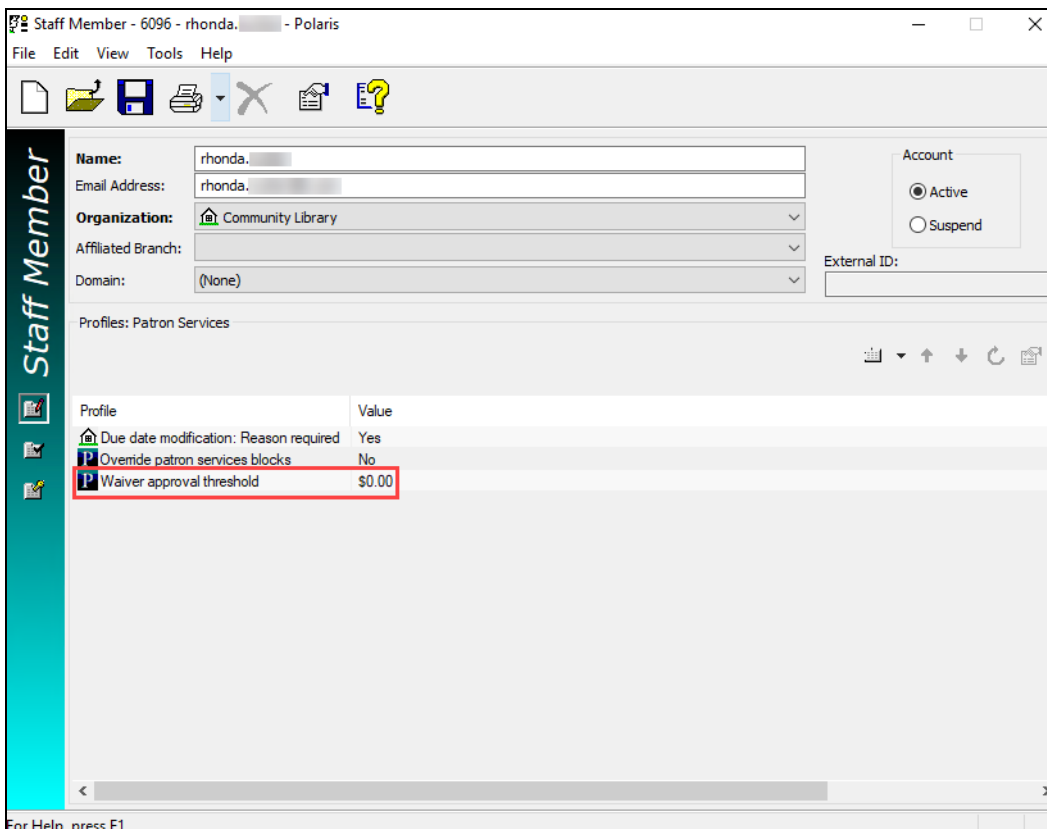 Staff Member - 6096 - rhonda. - Polaris
File Edit View Tools Help
Staff Member
Name: rhonda.
Email Address: rhonda.
Organization: Community Library
Affiliated Branch:
Domain: (None)
Account
Active
Suspend
External ID:
Profiles: Patron Services
Profile Value
Due date modification: Reason required Yes
Override patron services blocks No
Waiver approval threshold $0.00
For Help, press F1